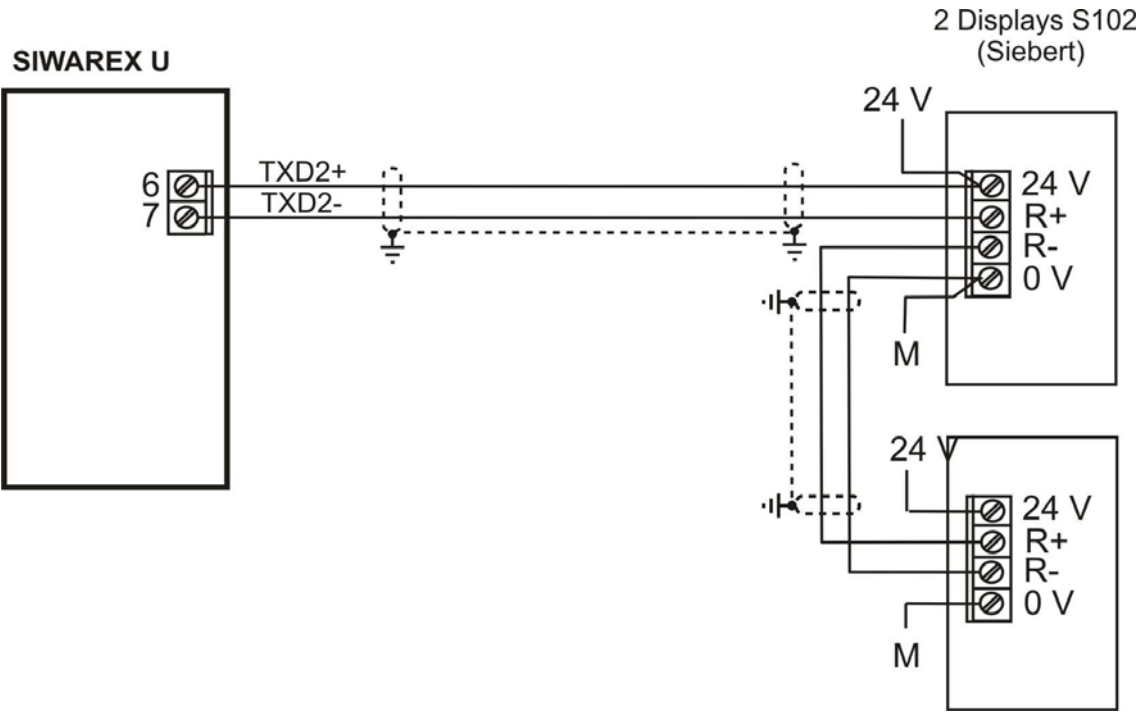 2 Displays S102
(Siebert)
SIWAREX U
24 V
6
TXD2+
7
TXD2-
24 V
R+
R-
0 V
M
24 V
24 V
R+
R-
0 V
M